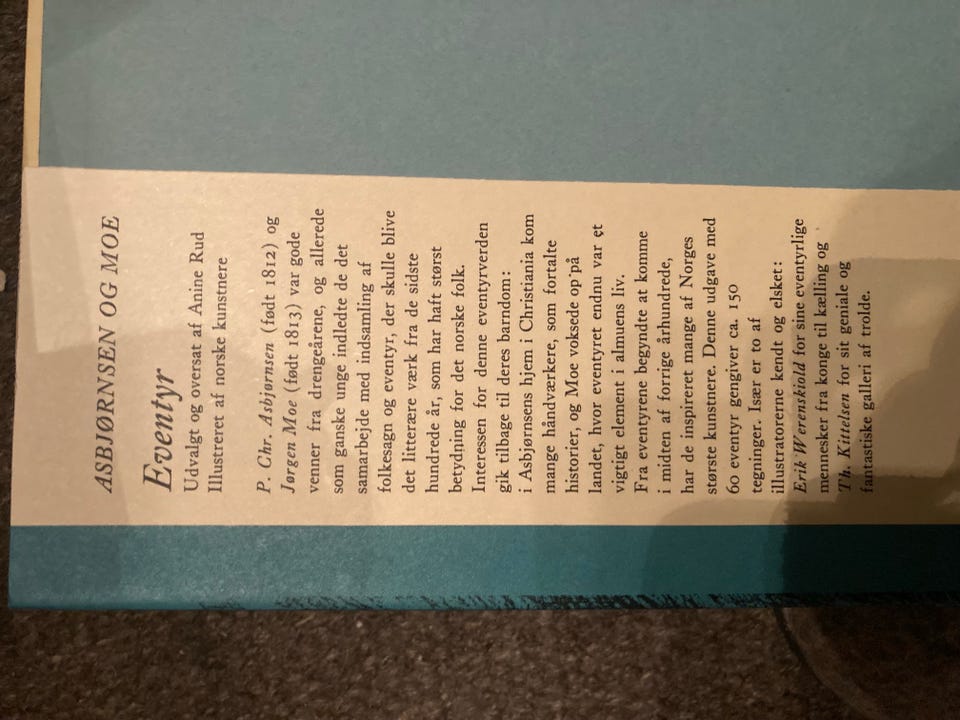 ASBJØRNSEN OG MOE
Eventyr
Udvalgt og oversat af Anine Rud
Illustreret af norske kunstnere
P. Chr. Asbjørnsen (født 1812) og
Jørgen Moe (født 1813) var gode
venner fra drengeårene, og allerede
som ganske unge indledte de det
samarbejde med indsamling af
folkesagn og eventyr, der skulle blive
det litterære værk fra de sidste
hundrede år, som har haft størst
betydning for det norske folk.
Interessen for denne eventyrverden
gik tilbage til deres barndom:
i Asbjørnsens hjem i Christiania kom
mange håndværkere, som fortalte
historier, og Moe voksede op på
landet, hvor eventyret endnu var et
vigtigt element i almuens liv.
Fra eventyrene begyndte at komme
i midten af forrige århundrede,
har de inspireret mange af Norges
største kunstnere. Denne udgave med
60 eventyr gengiver ca. 150
tegninger. Især er to af
illustratorerne kendt og elsket:
Erik Werenskiold for sine eventyrlige
mennesker fra konge til kælling og
Th. Kittelsen for sit geniale og
fantastiske galleri af trolde.